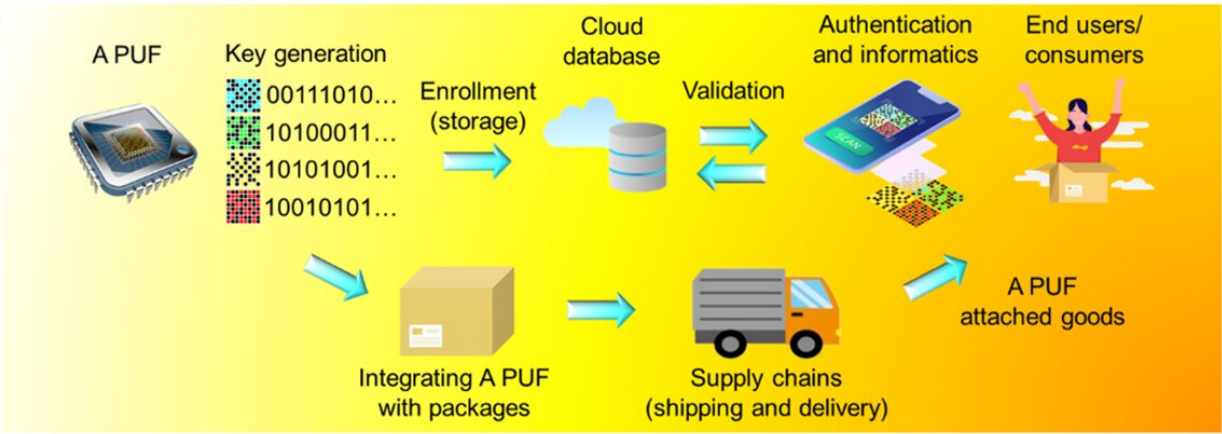 A PUF
Key generation
00111010...
10100011...
10101001...
10010101...
Enrollment
(storage)
Cloud
database
Validation
Authentication
and informatics
SCAN
End users/
consumers
Integrating A PUF
with packages
Supply chains
(shipping and delivery)
A PUF
attached goods